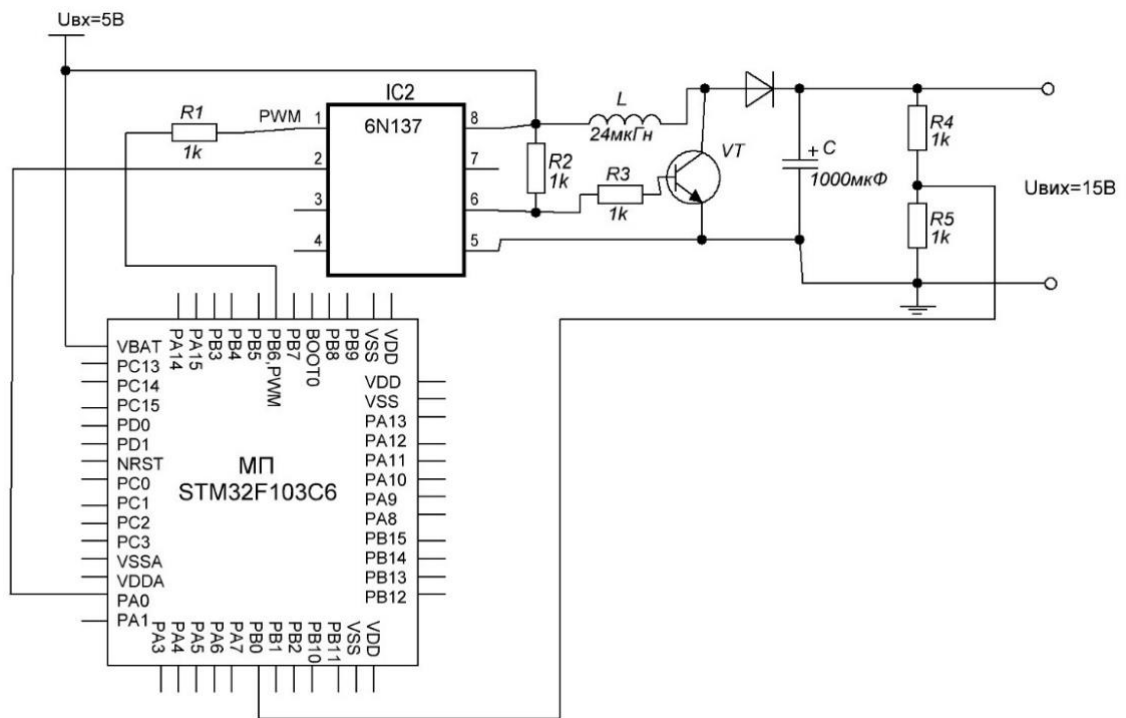 Uвх=5В
IC2
6N137
R1
1k
PWM
1
2
3
4
8
7
6
5
R2
1k
R3
1k
L
24мкГн
VT
+ C
1000мкФ
R4
1k
R5
1k
Uвих=15В
PA14
PA15
PB3
PB4
PB5
PB6,PWM
PB7
BOOT0
PB8
PB9
VSS
VDD
VBAT
PC13
PC14
PC15
PD0
PD1
NRST
PC0
PC1
PC2
PC3
VSSA
VDDA
PA0
PA1
МП
STM32F103C6
VDD
VSS
PA13
PA12
PA11
PA10
PA9
PA8
PB15
PB14
PB13
PB12
PA3
PA4
PA5
PA6
PA7
PB0
PB1
PB2
PB10
PB11
VSS
VDD